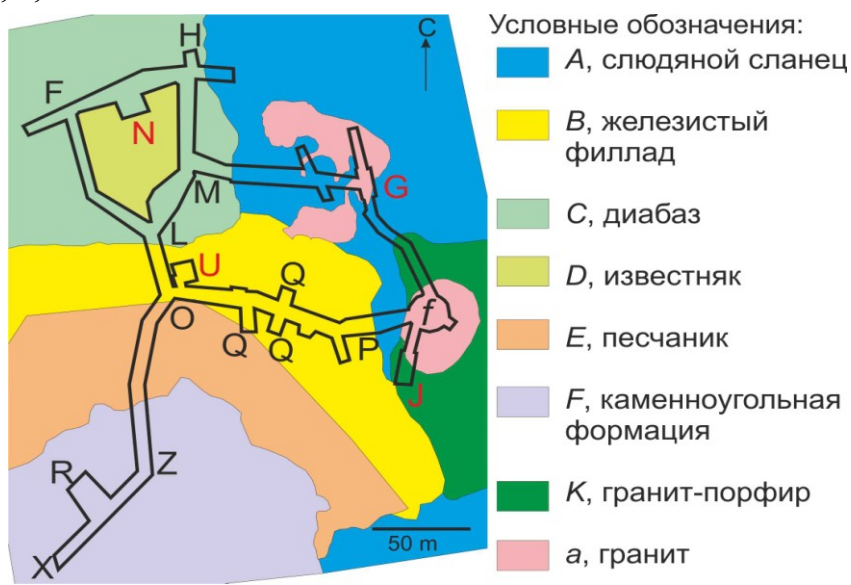 Условные обозначения:
A, слюдяной сланец
B, железистый
филлад
C, диабаз
D, известняк
E, песчаник
F, каменноугольная
формация
K, гранит-порфир
a, гранит
H
C
F
N
G
M
L
U
Q
O
f
Q
Q
P
J
R
Z
X
50 m